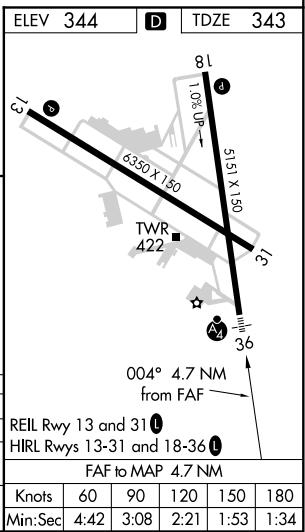 ELEV 344 D TDZE 343
18
P
13
P
1.0% UP
6350 X 150
5151 X 150
TWR
422
31
A4
36
004° 4.7 NM
from FAF
REIL Rwy 13 and 31 L
HIRL Rwys 13-31 and 18-36 L
FAF to MAP 4.7 NM
Knots 60 90 120 150 180
Min:Sec 4:42 3:08 2:21 1:53 1:34